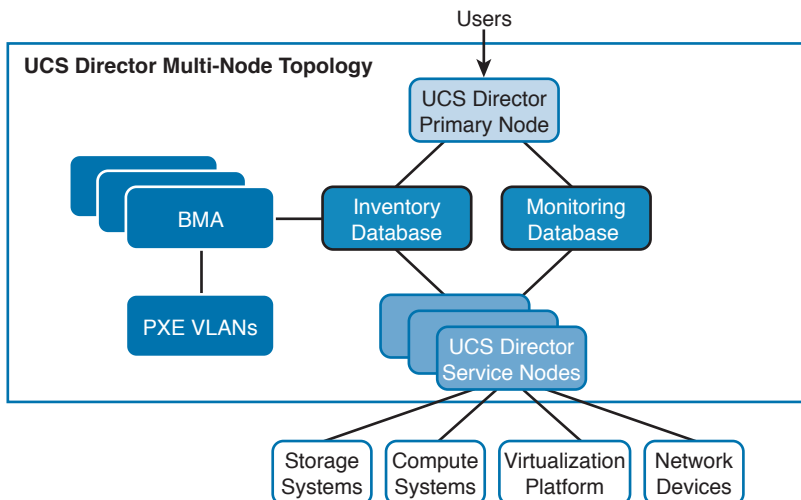 Users
UCS Director Multi-Node Topology
UCS Director
Primary Node
BMA
Inventory
Database
Monitoring
Database
PXE VLANs
UCS Director
Service Nodes
Storage
Systems
Compute
Systems
Virtualization
Platform
Network
Devices